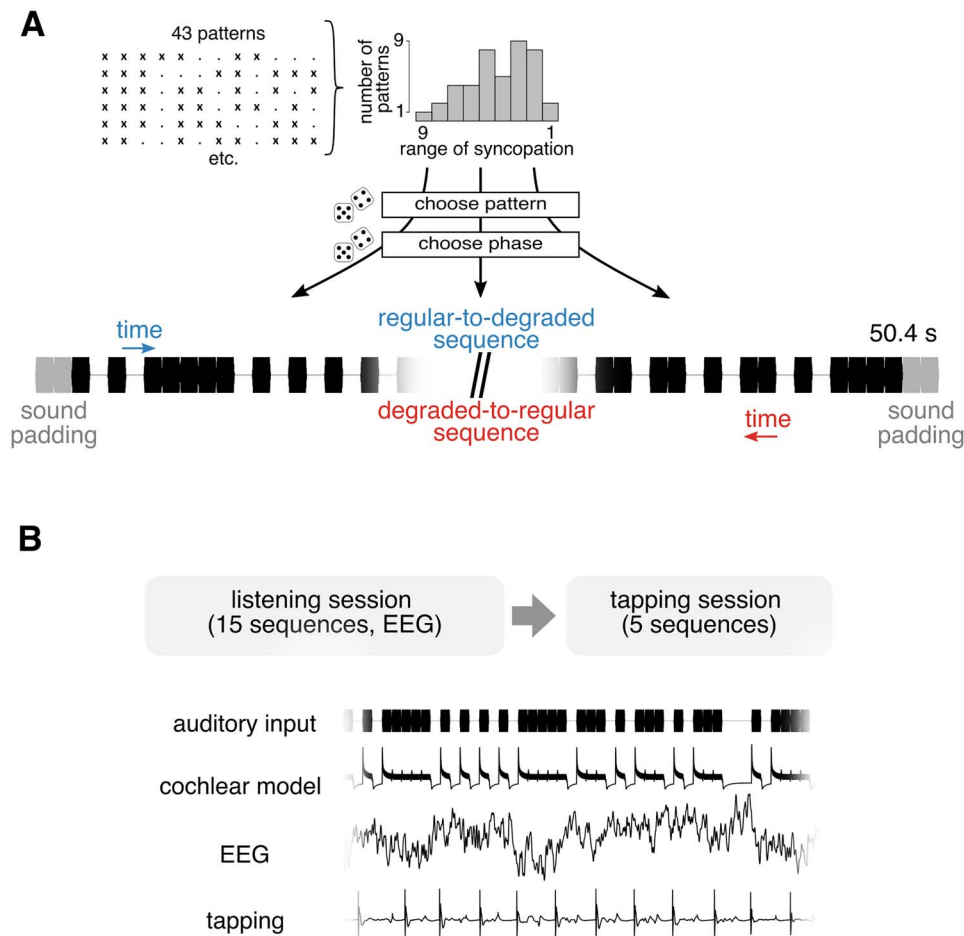 A
43 patterns
x x x x x . . x x . . .
x x . . . . x x x . x x x
x x x . x x . x . x . x
x x . . x x . x x . x .
x x x . x x x . x . x .
x x . . x . x x . x x x
etc.
number of
patterns
9
1
9 1
range of syncopation
choose pattern
choose phase
time
regular-to-degraded
sequence
50.4 s
sound
padding
degraded-to-regular
sequence
time
sound
padding
B
listening session
(15 sequences, EEG)
tapping session
(5 sequences)
auditory input
cochlear model
EEG
tapping